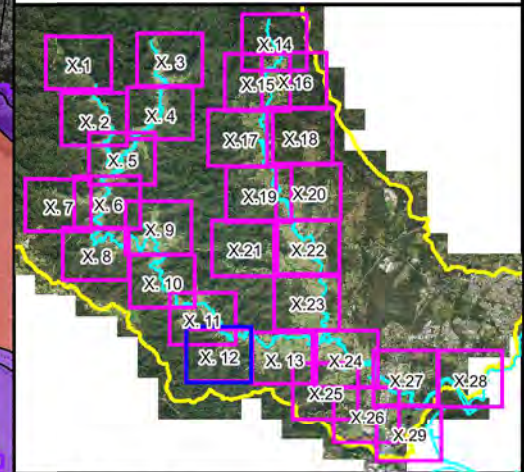 X.1
X. 3
X.14
X.15
X.16
X. 2
X. 4
X. 5
X.17
X.18
X. 7
X. 6
X.19
X.20
X. 9
X. 8
X.21
X.22
X. 10
X.23
X. 11
X. 12
X. 13
X.24
X.25
X.27
X.28
X.26
X.29